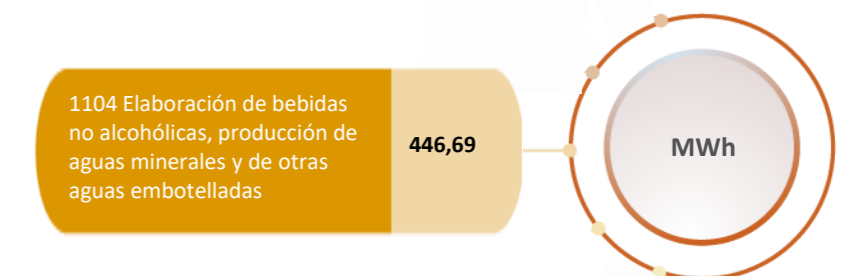 1104 Elaboración de bebidas
no alcohólicas, producción de
aguas minerales y de otras
aguas embotelladas
446,69
MWh